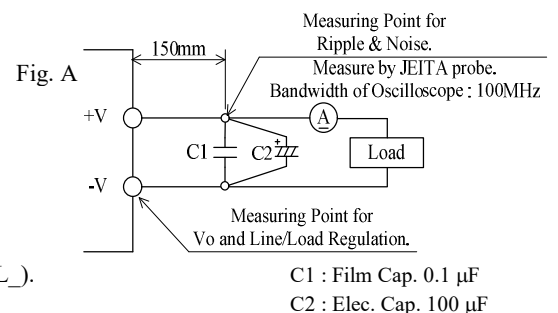 Measuring Point for
Ripple & Noise.
150mm
Measure by JEITA probe.
Fig. A
Bandwidth of Oscilloscope : 100MHz
+V
A
C1
C2
+
Load
-V
Measuring Point for
Vo and Line/Load Regulation.
L_).
C1 : Film Cap. 0.1 µF
C2 : Elec. Cap. 100 µF